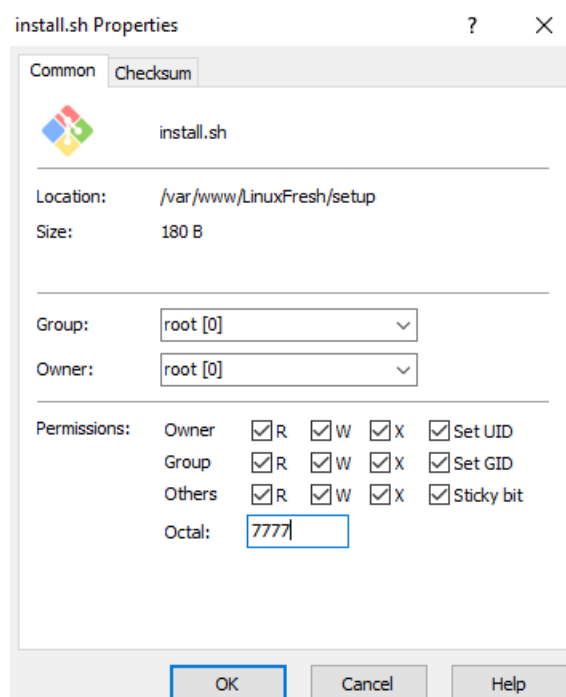 install.sh Properties ?
Common Checksum
install.sh
Location: /var/www/LinuxFresh/setup
Size: 180 B
Group: root [0]
Owner: root [0]
Permissions: Owner R W X Set UID
Group R W X Set GID
Others R W X Sticky bit
Octal: 7777
OK Cancel Help